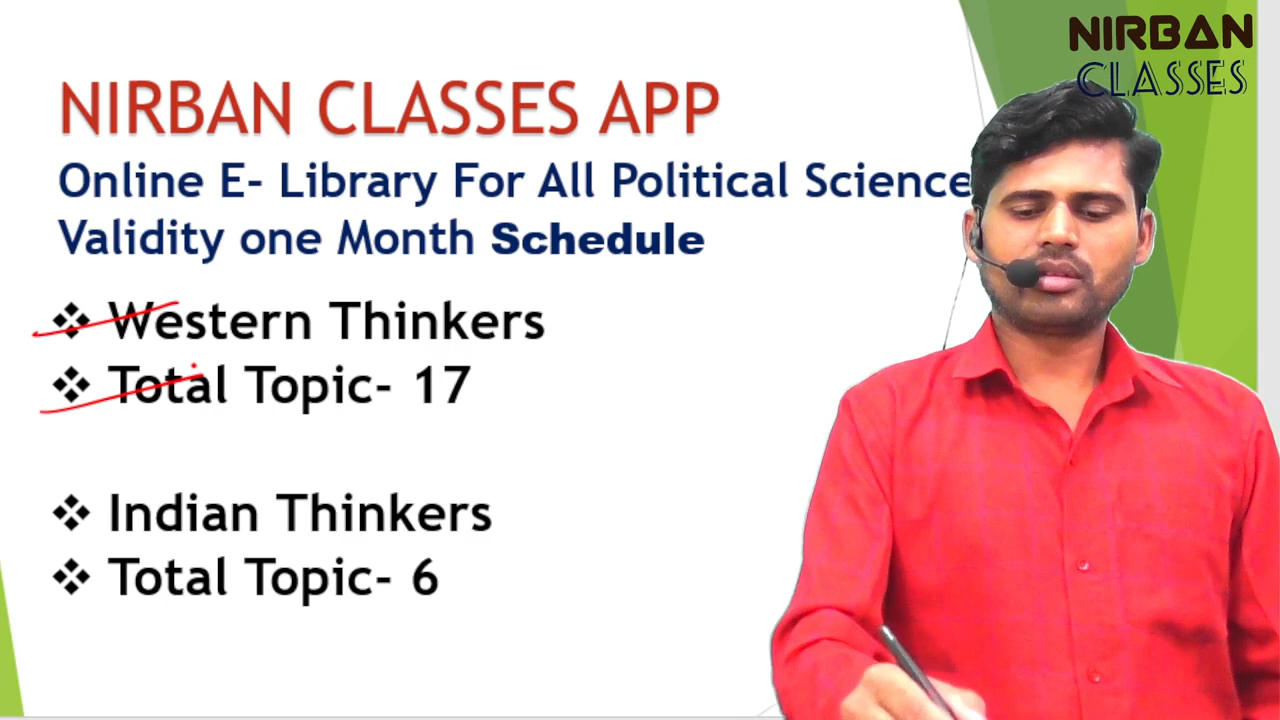 NIRBAN
CLASSES
NIRBAN CLASSES APP
Online E- Library For All Political Science
Validity one Month Schedule
❖ Western Thinkers
❖ Total Topic- 17
❖ Indian Thinkers
❖ Total Topic- 6